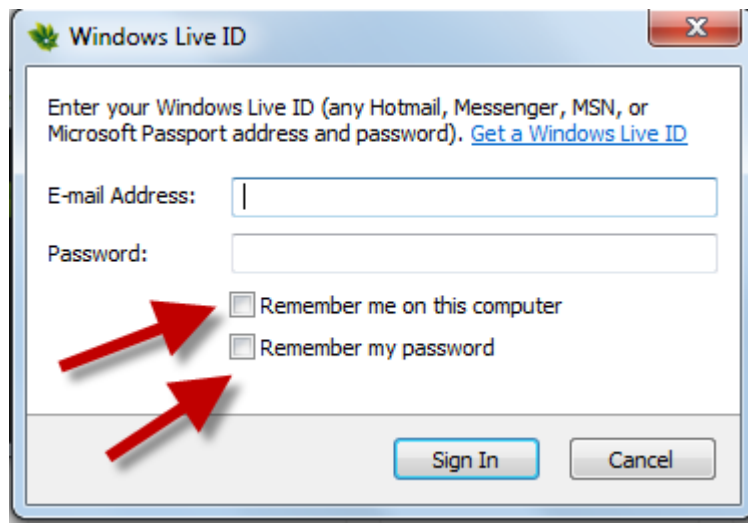 Windows Live ID
Enter your Windows Live ID (any Hotmail, Messenger, MSN, or
Microsoft Passport address and password). Get a Windows Live ID
E-mail Address:
Password:
Remember me on this computer
Remember my password
Sign In
Cancel